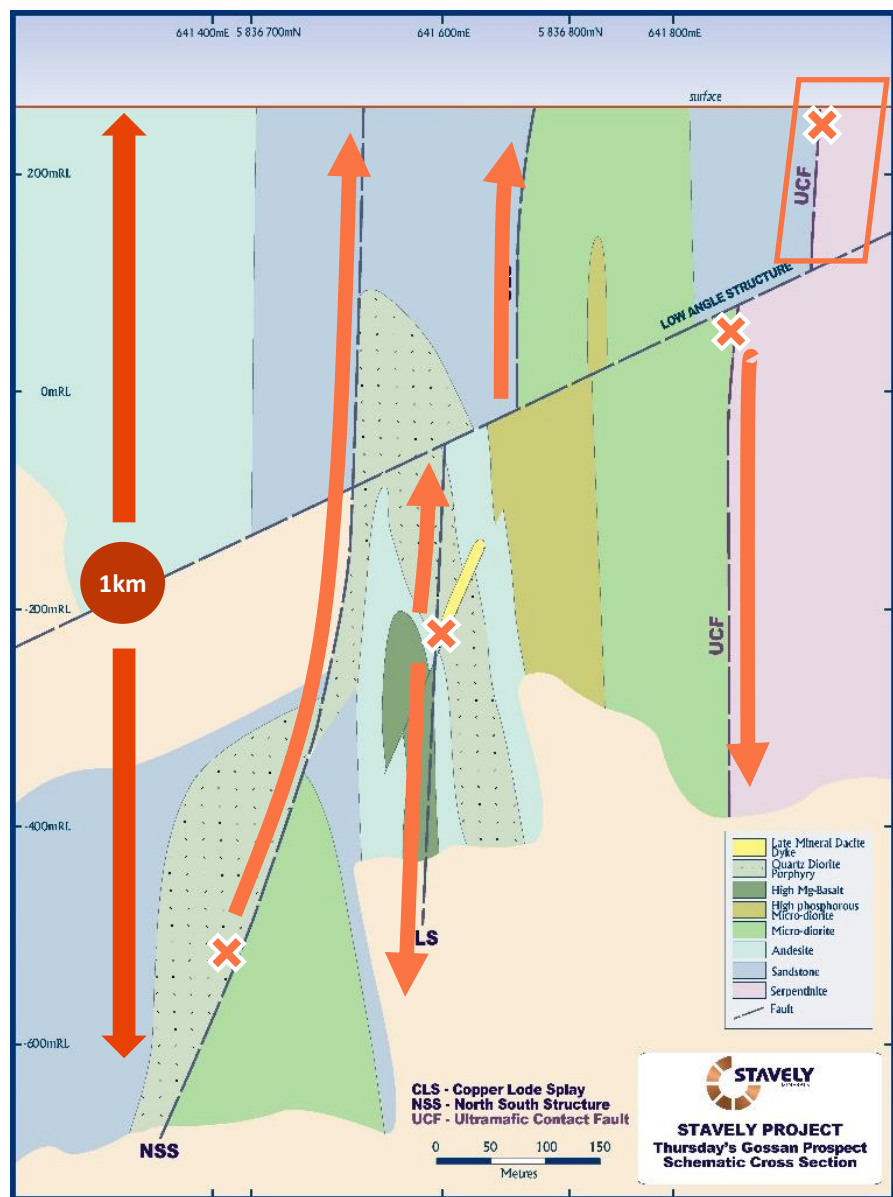 641 400mE 5 836 700mN 641 600mE 5 836 800mN 641 800mE
surface
200mRL
UCF
LOW ANGLE STRUCTURE
0mRL
1km
-200mRL
UCF
-400mRL
LS
-600mRL
NSS
Late Mineral Dacite
Dyke
Quartz Diorite
Porphyry
High Mg-Basalt
High phosphorous
Micro-diorite
Micro-diorite
Andesite
Sandstone
Serpentinite
Fault
CLS - Copper Lode Splay
NSS - North South Structure
UCF - Ultramafic Contact Fault
0 50 100 150
Metres
STAVELY
MINERALS
STAVELY PROJECT
Thursday's Gossan Prospect
Schematic Cross Section